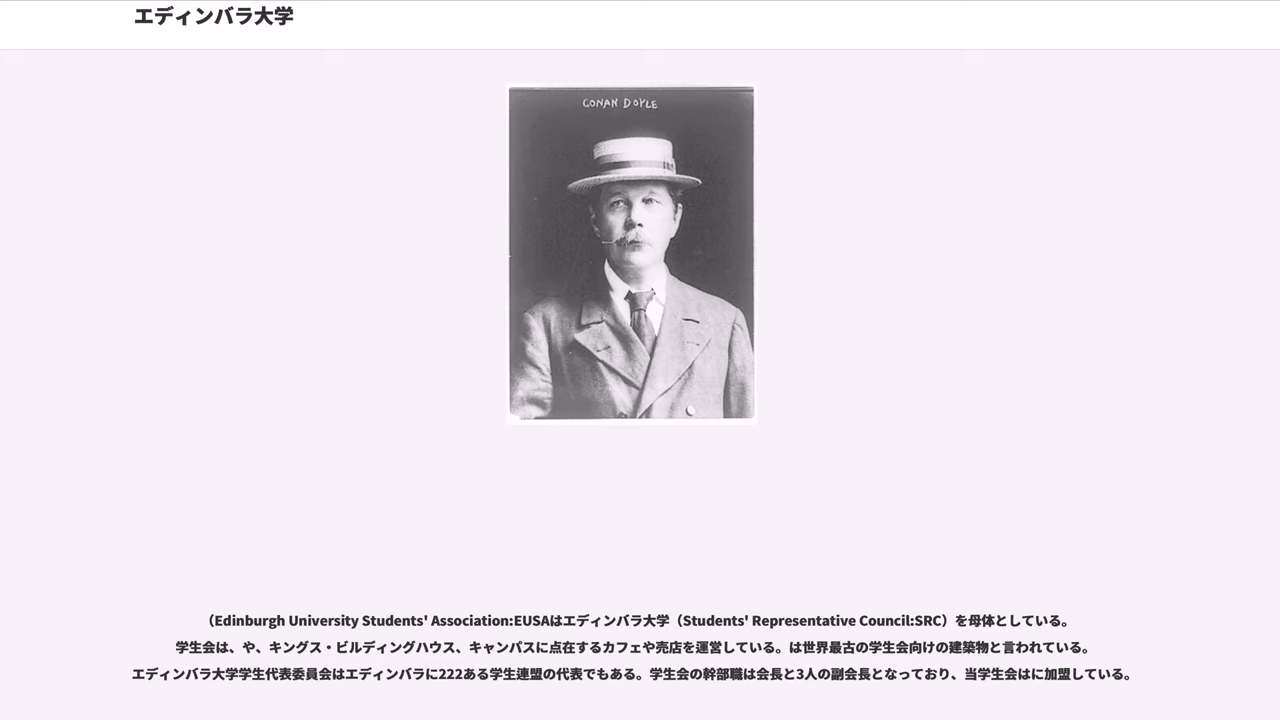 エディンバラ大学
CONAN DOYLE
（Edinburgh University Students' Association:EUSAはエディンバラ大学（Students' Representative Council:SRC）を母体としている。
学生会は、や、キングス・ビルディングハウス、キャンパスに点在するカフェや売店を運営している。は世界最古の学生会向けの建築物と言われている。
エディンバラ大学学生代表委員会はエディンバラに222ある学生連盟の代表でもある。学生会の幹部職は会長と3人の副会長となっており、当学生会はに加盟している。